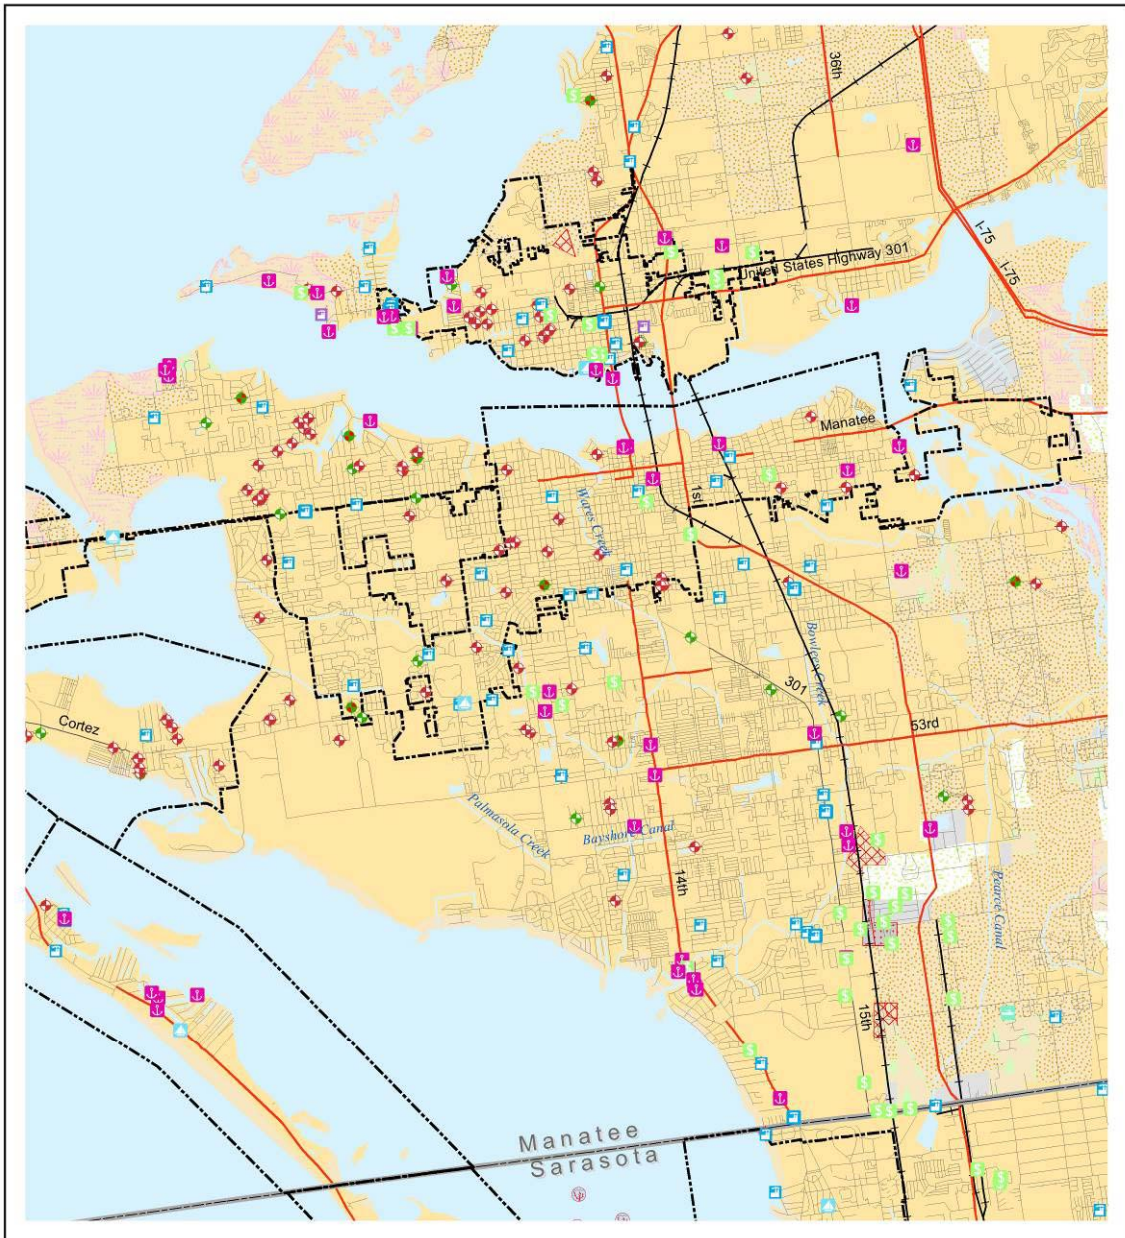 36th
I-75
I-75
United States Highway 301
Manatee
Wares Creek
1st
Bowlees Creek
301
53rd
Cortez
Palmasola Creek
Bayshore Canal
14th
Pearce Canal
15th
Manatee
Sarasota